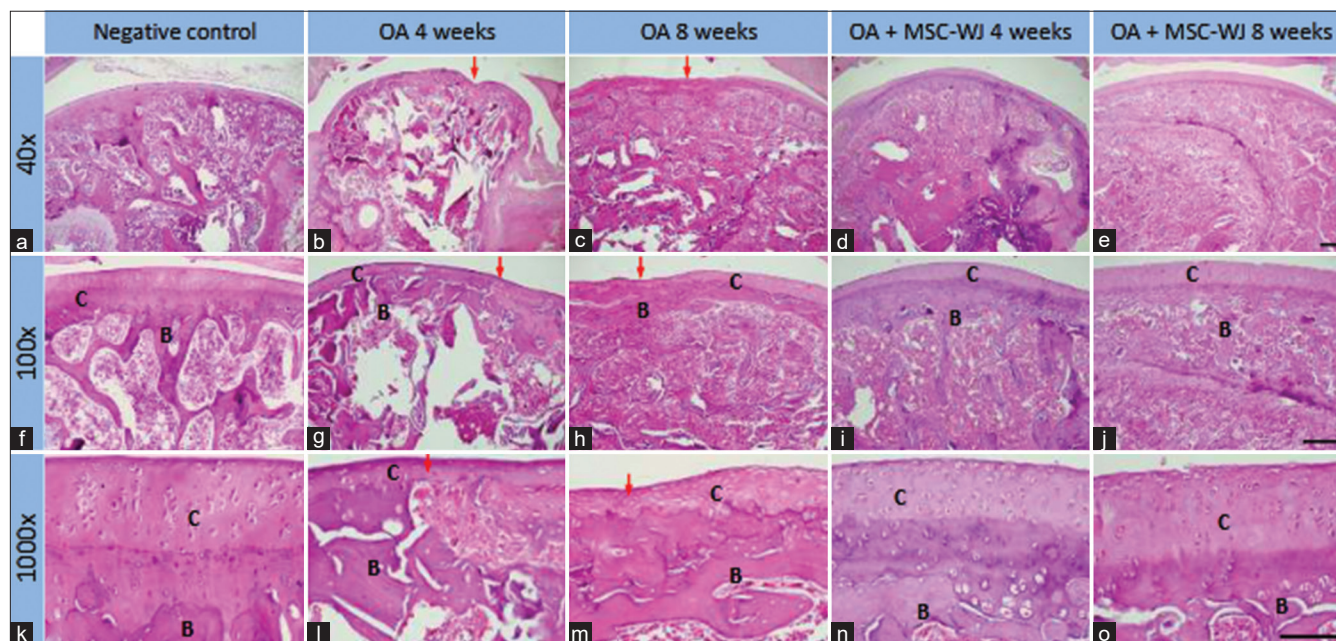 Negative control OA 4 weeks OA 8 weeks OA + MSC-WJ 4 weeks OA + MSC-WJ 8 weeks
40x
a b c d e
100x
C B C B C B C B C B
f g h i j
1000x
C B C B C B C B C B
k l m n o